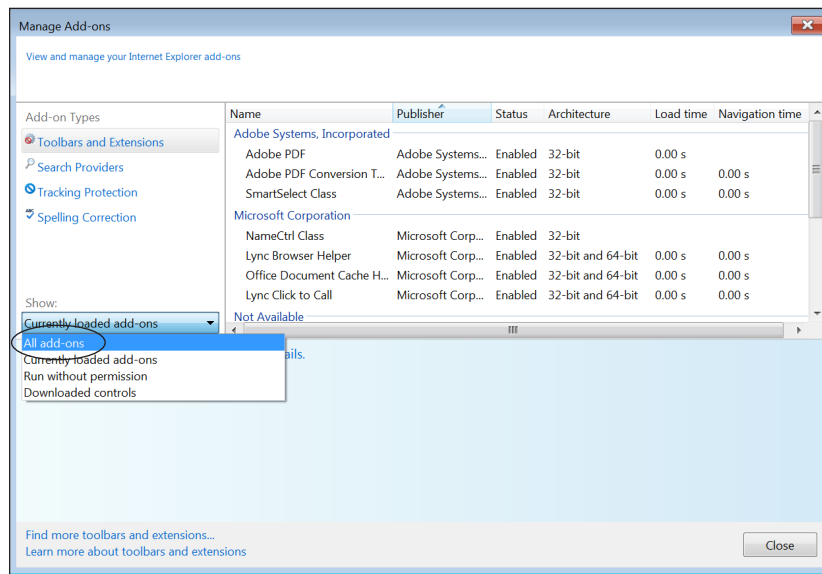 Manage Add-ons
View and manage your Internet Explorer add-ons
Add-on Types
Toolbars and Extensions
Search Providers
Tracking Protection
ABC Spelling Correction
Show:
Currently loaded add-ons
All add-ons
Currently loaded add-ons
Run without permission
Downloaded controls
Name Publisher Status Architecture Load time Navigation time
Adobe Systems, Incorporated
Adobe PDF Adobe Systems... Enabled 32-bit 0.00 s
Adobe PDF Conversion T... Adobe Systems... Enabled 32-bit 0.00 s 0.00 s
SmartSelect Class Adobe Systems... Enabled 32-bit 0.00 s 0.00 s
Microsoft Corporation
NameCtrl Class Microsoft Corp... Enabled 32-bit
Lync Browser Helper Microsoft Corp... Enabled 32-bit and 64-bit 0.00 s 0.00 s
Office Document Cache H... Microsoft Corp... Enabled 32-bit and 64-bit 0.00 s 0.00 s
Lync Click to Call Microsoft Corp... Enabled 32-bit and 64-bit 0.00 s 0.00 s
Not Available
ails.
Find more toolbars and extensions...
Learn more about toolbars and extensions
Close